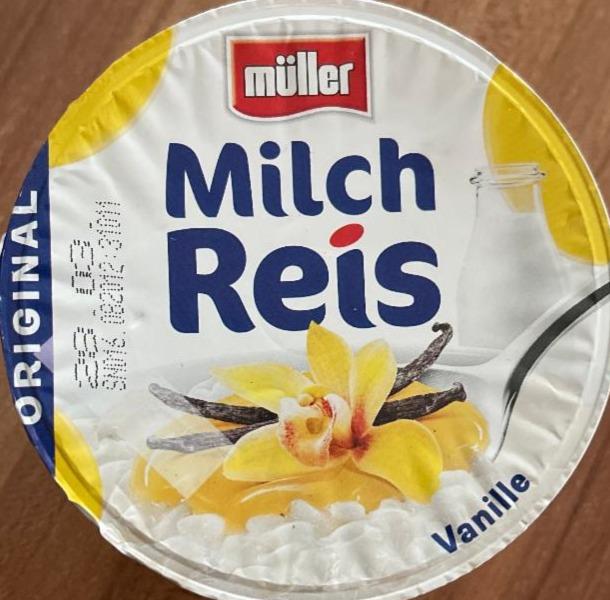 müller
Milch
Reis
ORIGINAL
Vanille